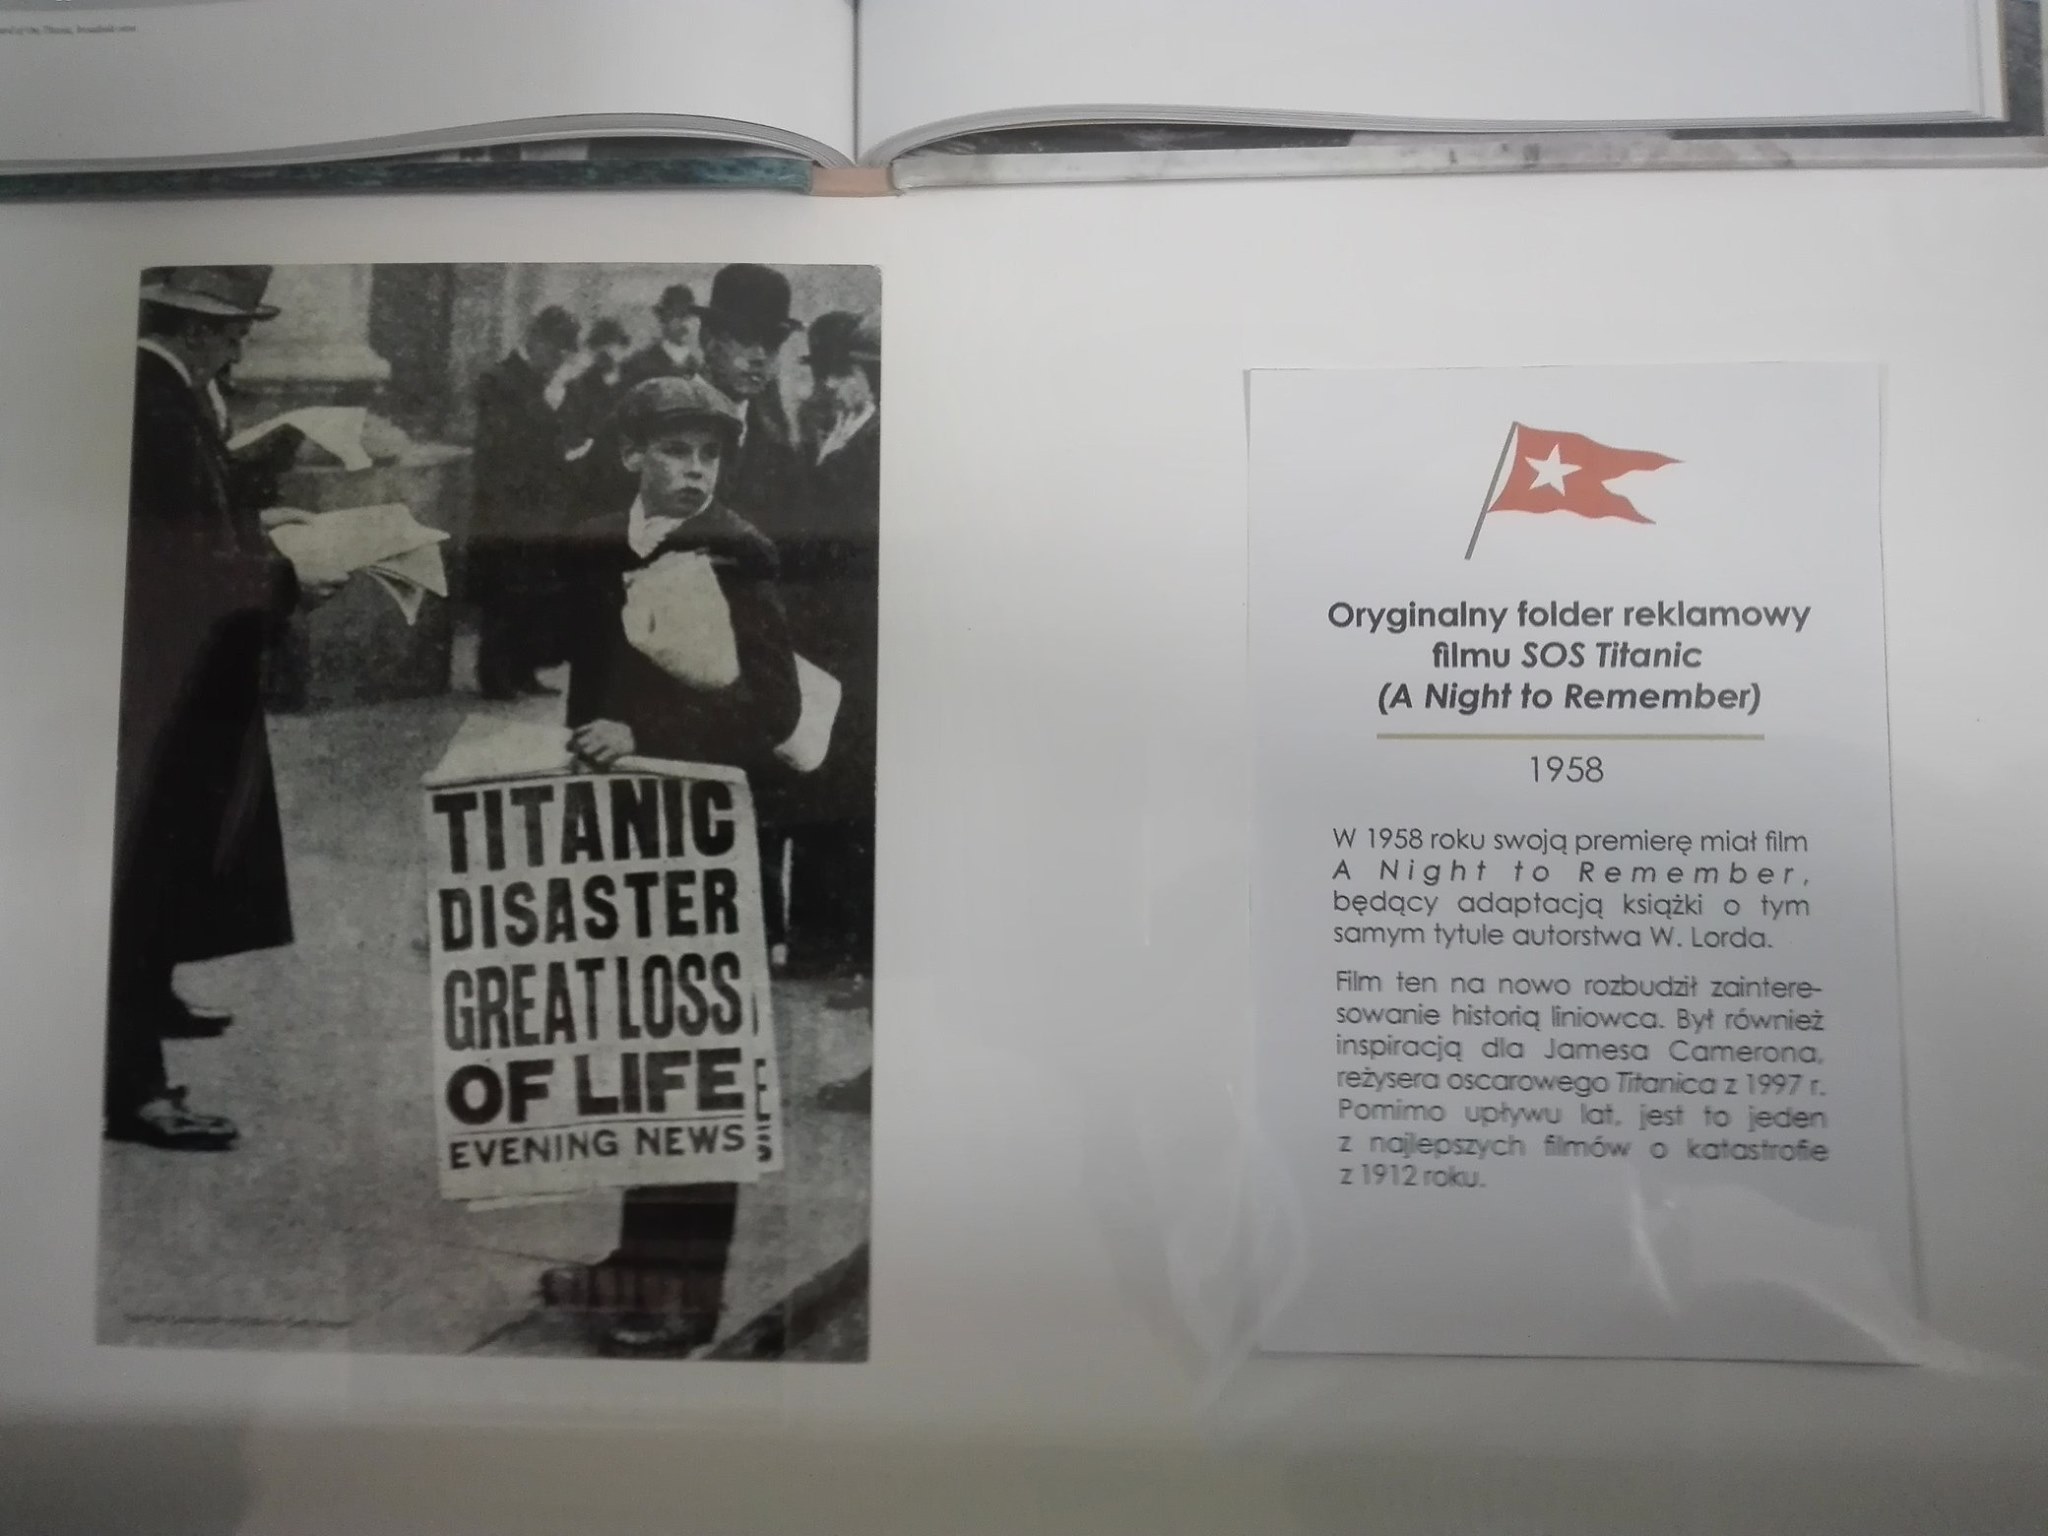 TITANIC
DISASTER
GREAT LOSS
OF LIFE
EVENING NEWS
E
S
Oryginalny folder reklamowy
filmu SOS Titanic
(A Night to Remember)
1958
W 1958 roku swoją premierę miał film
A Night to Remember,
będący adaptacją książki o tym
samym tytule autorstwa W. Lorda.
Film ten na nowo rozbudził zaintere-
sowanie historią liniowca. Był również
inspiracją dla Jamesa Camerona,
reżysera oscarowego Titanica z 1997 r.
Pomimo upływu lat, jest to jeden
z najlepszych filmów o katastrofie
z 1912 roku.